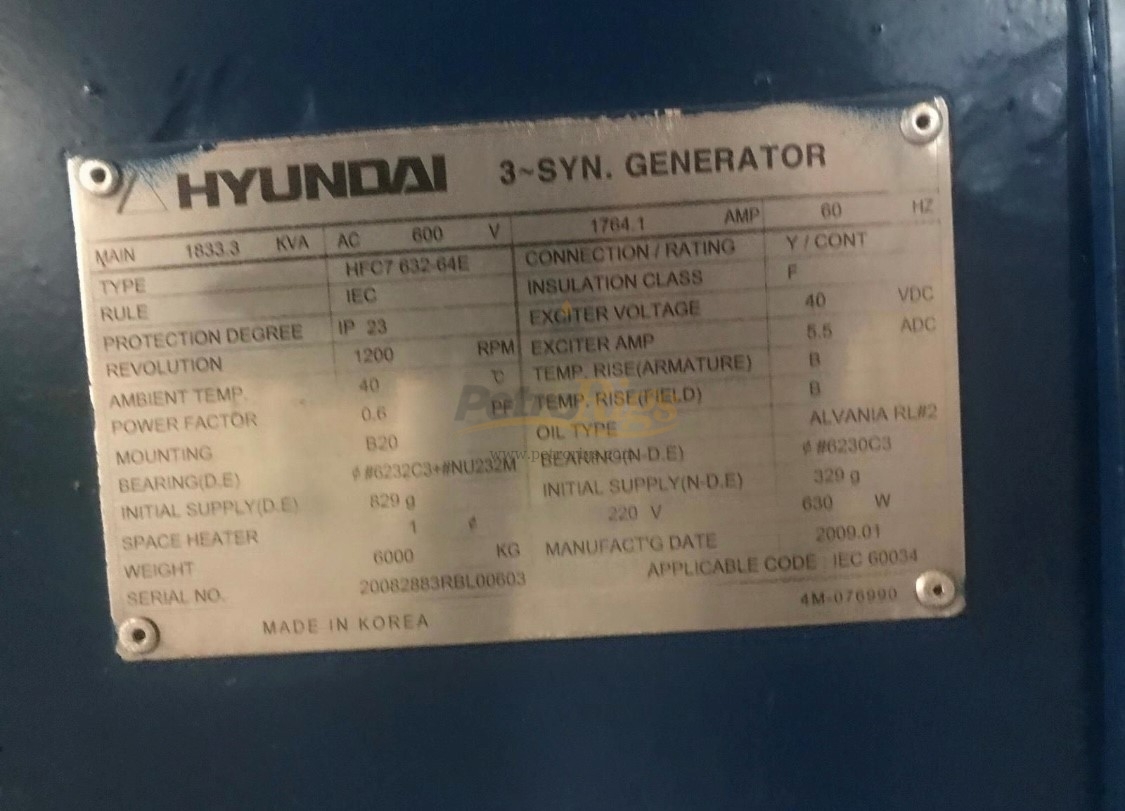 HYUNDAI 3~SYN. GENERATOR
MAIN 1833.3 KVA AC 600 V 1764.1 AMP 60 HZ
TYPE HFC7 632-64E CONNECTION / RATING Y / CONT
RULE IEC INSULATION CLASS F
PROTECTION DEGREE IP 23 EXCITER VOLTAGE 40 VDC
REVOLUTION 1200 RPM EXCITER AMP 5.5 ADC
AMBIENT TEMP. 40 ℃ TEMP. RISE(ARMATURE) B
POWER FACTOR 0.6 PF TEMP. RISE(FIELD) B
MOUNTING B20 OIL TYPE ALVANIA RL#2
BEARING(D.E) ¢#6232C3+#NU232M BEARING(N-D.E) ¢#6230C3
INITIAL SUPPLY(D.E) 829 g INITIAL SUPPLY(N-D.E) 329 g
SPACE HEATER 1 ¢ 220 V 630 W
WEIGHT 6000 KG MANUFACT'G DATE 2009.01
SERIAL NO. 20082883RBL00603 APPLICABLE CODE : IEC 60034
MADE IN KOREA 4M-076990
PetroRigs
www.petrorigs.com